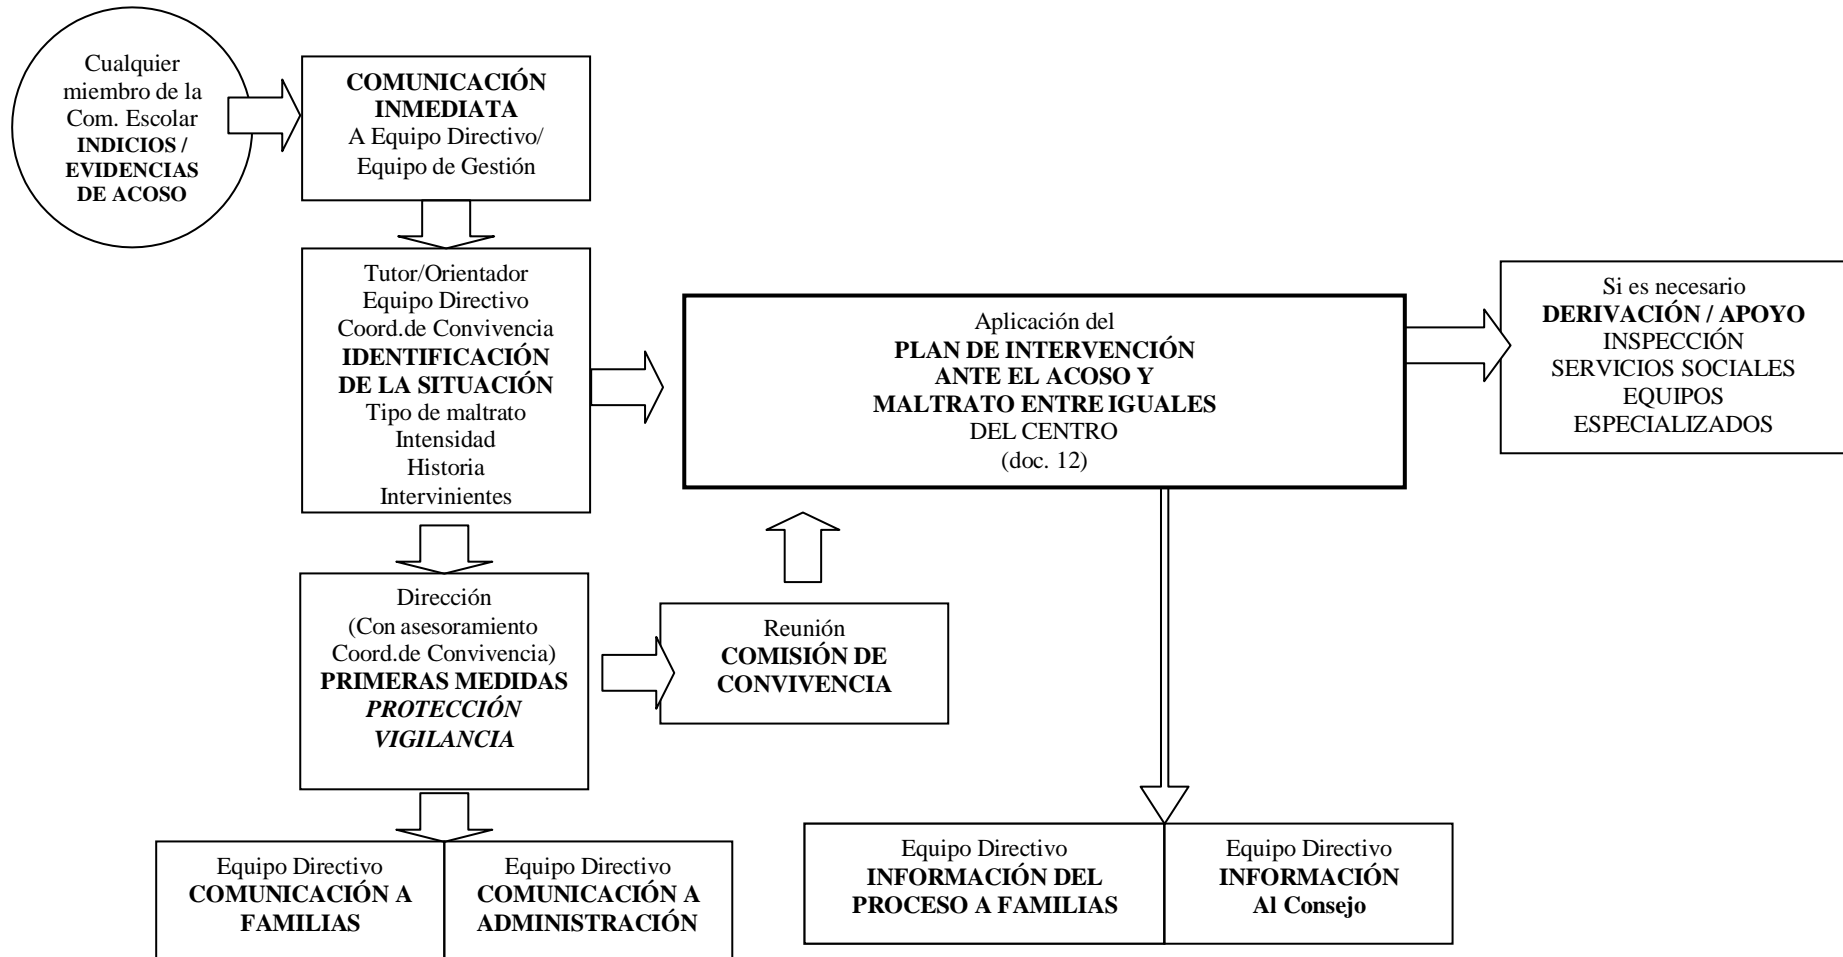 Cualquier
miembro de la
Com. Escolar
INDICIOS /
EVIDENCIAS
DE ACOSO
COMUNICACIÓN
INMEDIATA
A Equipo Directivo/
Equipo de Gestión
Tutor/Orientador
Equipo Directivo
Coord.de Convivencia
IDENTIFICACIÓN
DE LA SITUACIÓN
Tipo de maltrato
Intensidad
Historia
Intervinientes
Aplicación del
PLAN DE INTERVENCIÓN
ANTE EL ACOSO Y
MALTRATO ENTRE IGUALES
DEL CENTRO
(doc. 12)
Si es necesario
DERIVACIÓN / APOYO
INSPECCIÓN
SERVICIOS SOCIALES
EQUIPOS
ESPECIALIZADOS
Dirección
(Con asesoramiento
Coord.de Convivencia)
PRIMERAS MEDIDAS
PROTECCIÓN
VIGILANCIA
Reunión
COMISIÓN DE
CONVIVENCIA
Equipo Directivo
COMUNICACIÓN A
FAMILIAS
Equipo Directivo
COMUNICACIÓN A
ADMINISTRACIÓN
Equipo Directivo
INFORMACIÓN DEL
PROCESO A FAMILIAS
Equipo Directivo
INFORMACIÓN
Al Consejo